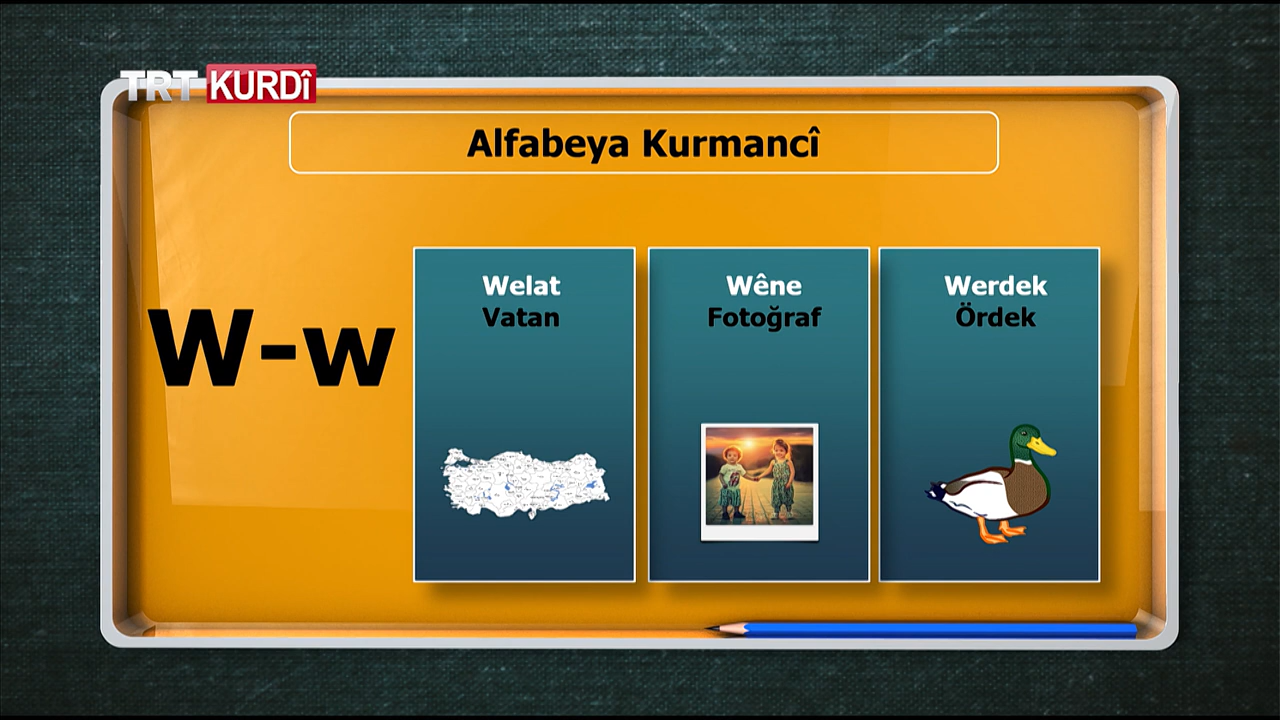 TRT KURDÎ
Alfabeya Kurmancî
W-w
Welat
Vatan
Wêne
Fotoğraf
Werdek
Ördek